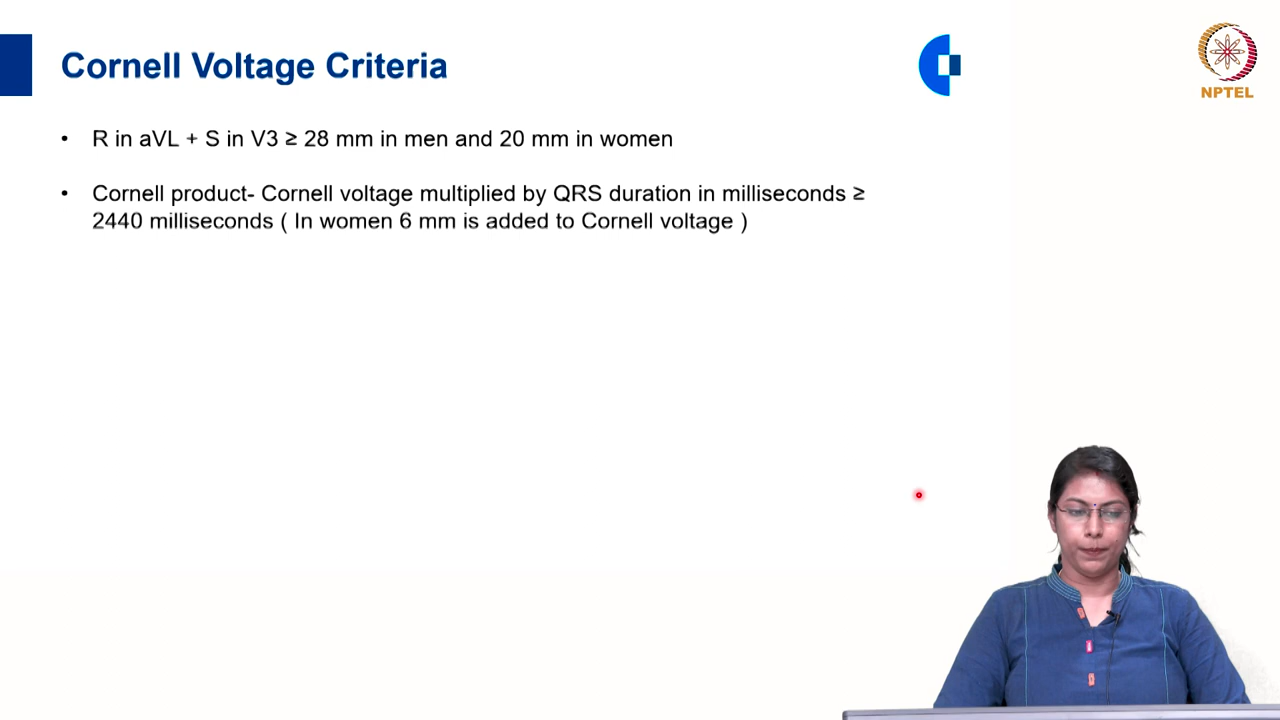 Cornell Voltage Criteria
NPTEL
• R in aVL + S in V3 ≥ 28 mm in men and 20 mm in women
• Cornell product- Cornell voltage multiplied by QRS duration in milliseconds ≥
2440 milliseconds ( In women 6 mm is added to Cornell voltage )